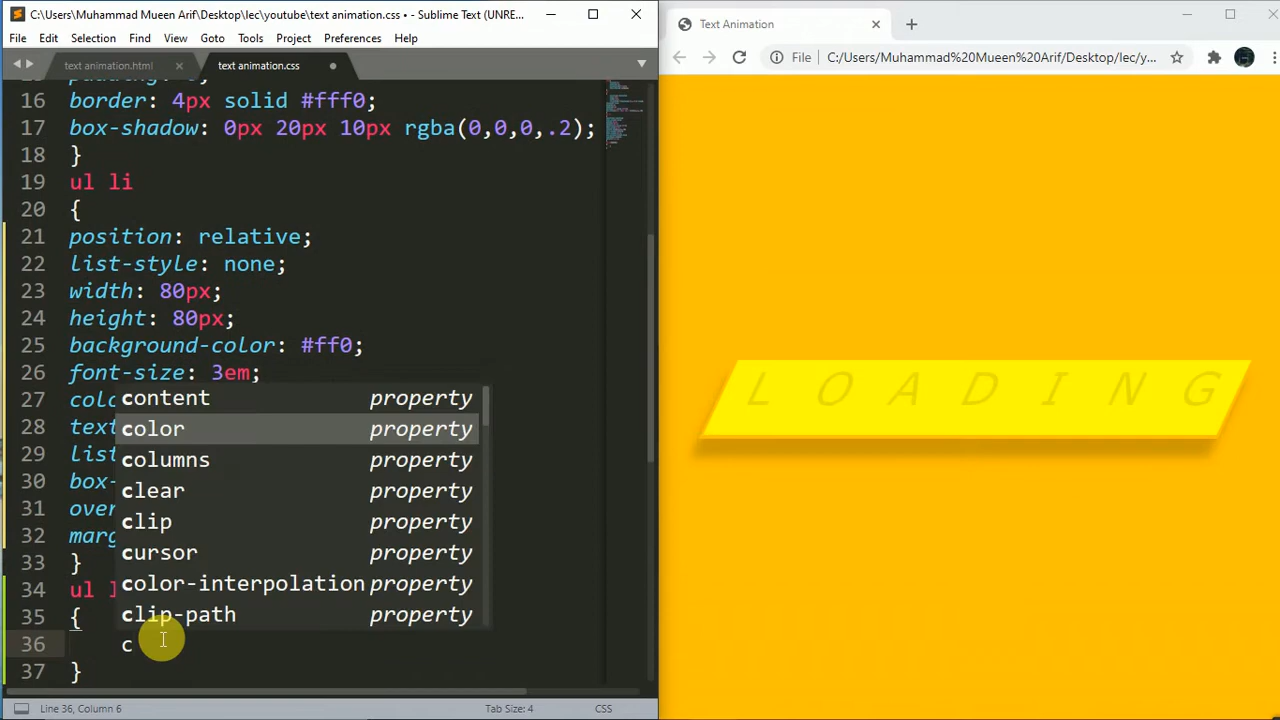 C:\Users\Muhammad Mueen Arif\Desktop\lec\youtube\text animation.css • - Sublime Text (UNRE...
File Edit Selection Find View Goto Tools Project Preferences Help
text animation.html
text animation.css
16 border: 4px solid #fff0;
17 box-shadow: 0px 20px 10px rgba(0,0,0,.2);
18 }
19 ul li
20 {
21 position: relative;
22 list-style: none;
23 width: 80px;
24 height: 80px;
25 background-color: #ff0;
26 font-size: 3em;
27 colo
28 text
29 lis
30 box-
31 over
32 marg
33 }
34 ul l
35 {
36 c
37 }
content property
color property
columns property
clear property
clip property
cursor property
color-interpolation property
clip-path property
Line 36, Column 6
Tab Size: 4
CSS
Text Animation
File
C:/Users/Muhammad%20Mueen%20Arif/Desktop/lec/y...
LOADING